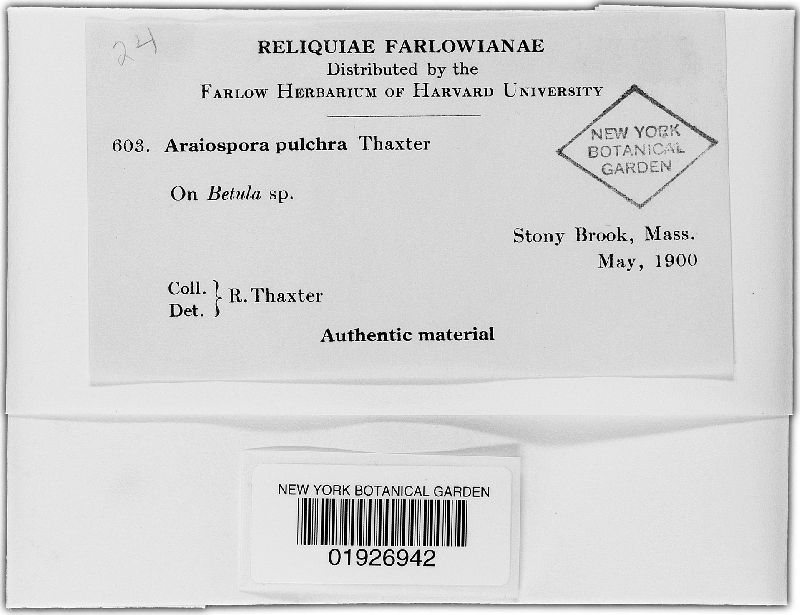 24
RELIQUIAE FARLOWIANAE
Distributed by the
FARLOW HERBARIUM OF HARVARD UNIVERSITY
603. Araiospora pulchra Thaxter
NEW YORK
BOTANICAL
GARDEN
On Betula sp.
Stony Brook, Mass.
May, 1900
Coll.
Det. } R. Thaxter
Authentic material
NEW YORK BOTANICAL GARDEN
01926942